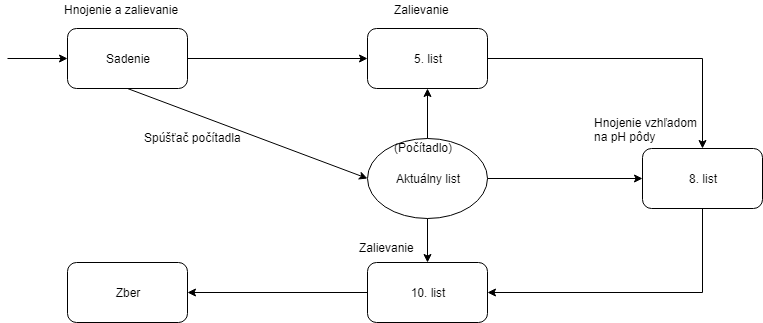 Hnojenie a zalievanie
Zalievanie
Sadenie
5. list
Spúšťač počítadla
(Počítadlo)
Aktuálny list
Hnojenie vzhľadom
na pH pôdy
8. list
Zalievanie
Zber
10. list